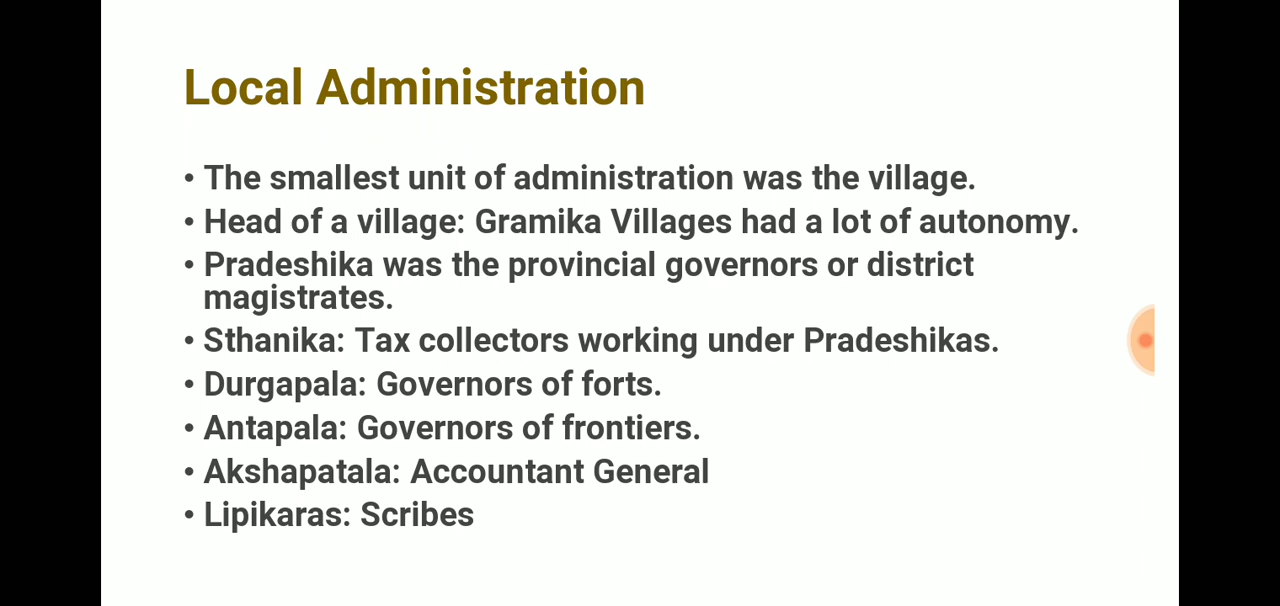 Local Administration
• The smallest unit of administration was the village.
• Head of a village: Gramika Villages had a lot of autonomy.
• Pradeshika was the provincial governors or district
magistrates.
• Sthanika: Tax collectors working under Pradeshikas.
• Durgapala: Governors of forts.
• Antapala: Governors of frontiers.
• Akshapatala: Accountant General
• Lipikaras: Scribes